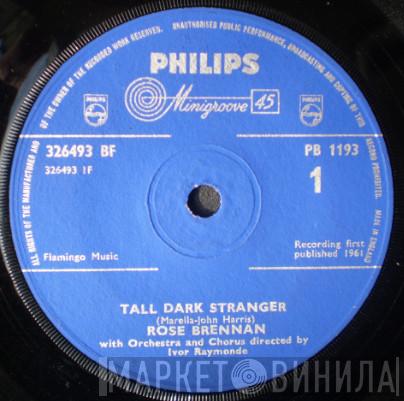 ALL RIGHTS OF THE MANUFACTURER AND OF THE OWNER OF THE RECORDED WORK RESERVED. UNAUTHORISED PUBLIC PERFORMANCE, BROADCASTING AND COPYING OF THIS RECORD PROHIBITED. MADE IN ENGLAND
PHILIPS
Minigroove 45
PHILIPS
PHILIPS
326493 BF
PB 1193
326493 1F
1
Flamingo Music
Recording first
published 1961
TALL DARK STRANGER
(Marella-John Harris)
ROSE BRENNAN
with Orchestra and Chorus directed by
Ivor Raymonde
МАРКЕТ ВИНИЛА